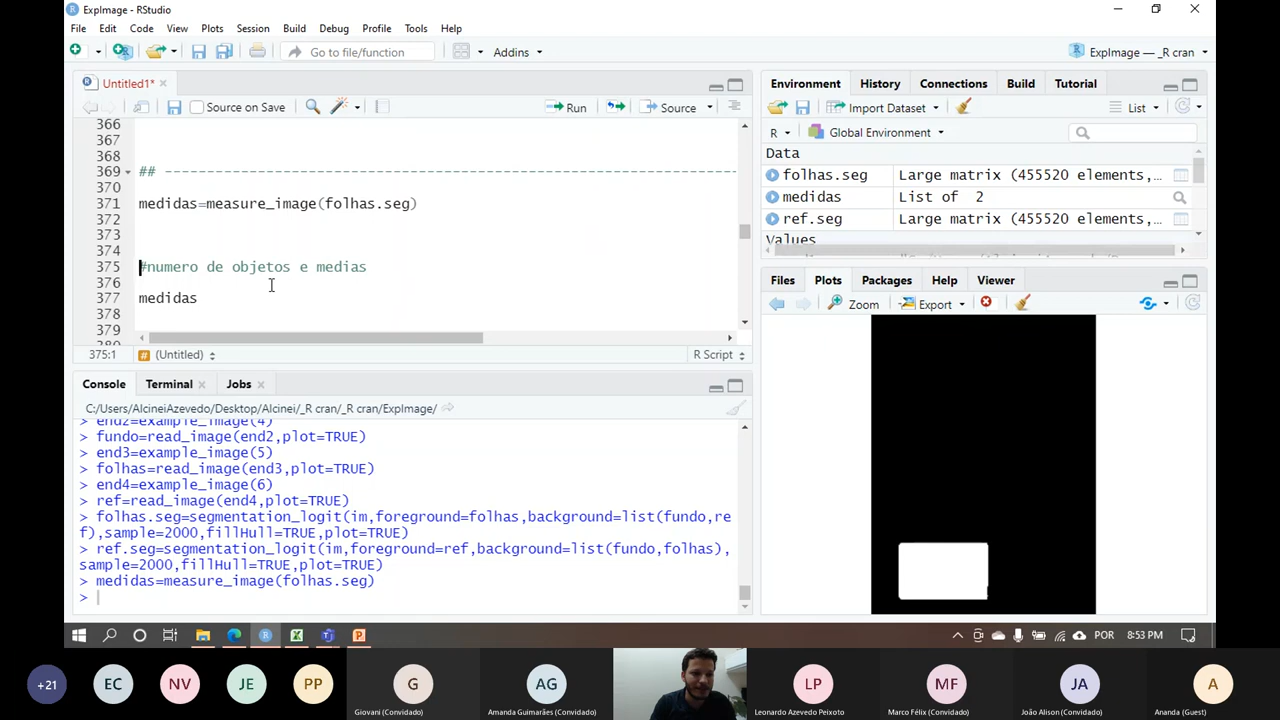 ExpImage - RStudio
File Edit Code View Plots Session Build Debug Profile Tools Help
Go to file/function
Addins
ExpImage — _R cran
Untitled1*
Source on Save
Run
Source
366
367
368
369 ## ----------------------------------------------------------------
370
371 medidas=measure_image(folhas.seg)
372
373
374
375 #numero de objetos e medias
376
377 medidas
378
379
375:1
(Untitled)
R Script
Console Terminal Jobs
C:/Users/AlcineiAzevedo/Desktop/Alcinei/_R cran/_R cran/ExpImage/
> end2=example_image(4)
> fundo=read_image(end2,plot=TRUE)
> end3=example_image(5)
> folhas=read_image(end3,plot=TRUE)
> end4=example_image(6)
> ref=read_image(end4,plot=TRUE)
> folhas.seg=segmentation_logit(im,foreground=folhas,background=list(fundo,re
f),sample=2000,fillHull=TRUE,plot=TRUE)
> ref.seg=segmentation_logit(im,foreground=ref,background=list(fundo,folhas),
sample=2000,fillHull=TRUE,plot=TRUE)
> medidas=measure_image(folhas.seg)
>
Environment History Connections Build Tutorial
Import Dataset
List
R
Global Environment
Data
folhas.seg Large matrix (455520 elements,…
medidas List of 2
ref.seg Large matrix (455520 elements,…
Values
Files Plots Packages Help Viewer
Zoom
Export
POR 8:53 PM
+21 EC NV JE PP G AG LP MF JA A
Giovani (Convidado) Amanda Guimarães (Convidado) Leonardo Azevedo Peixoto Marco Félix (Convidado) João Alison (Convidado) Ananda (Guest)